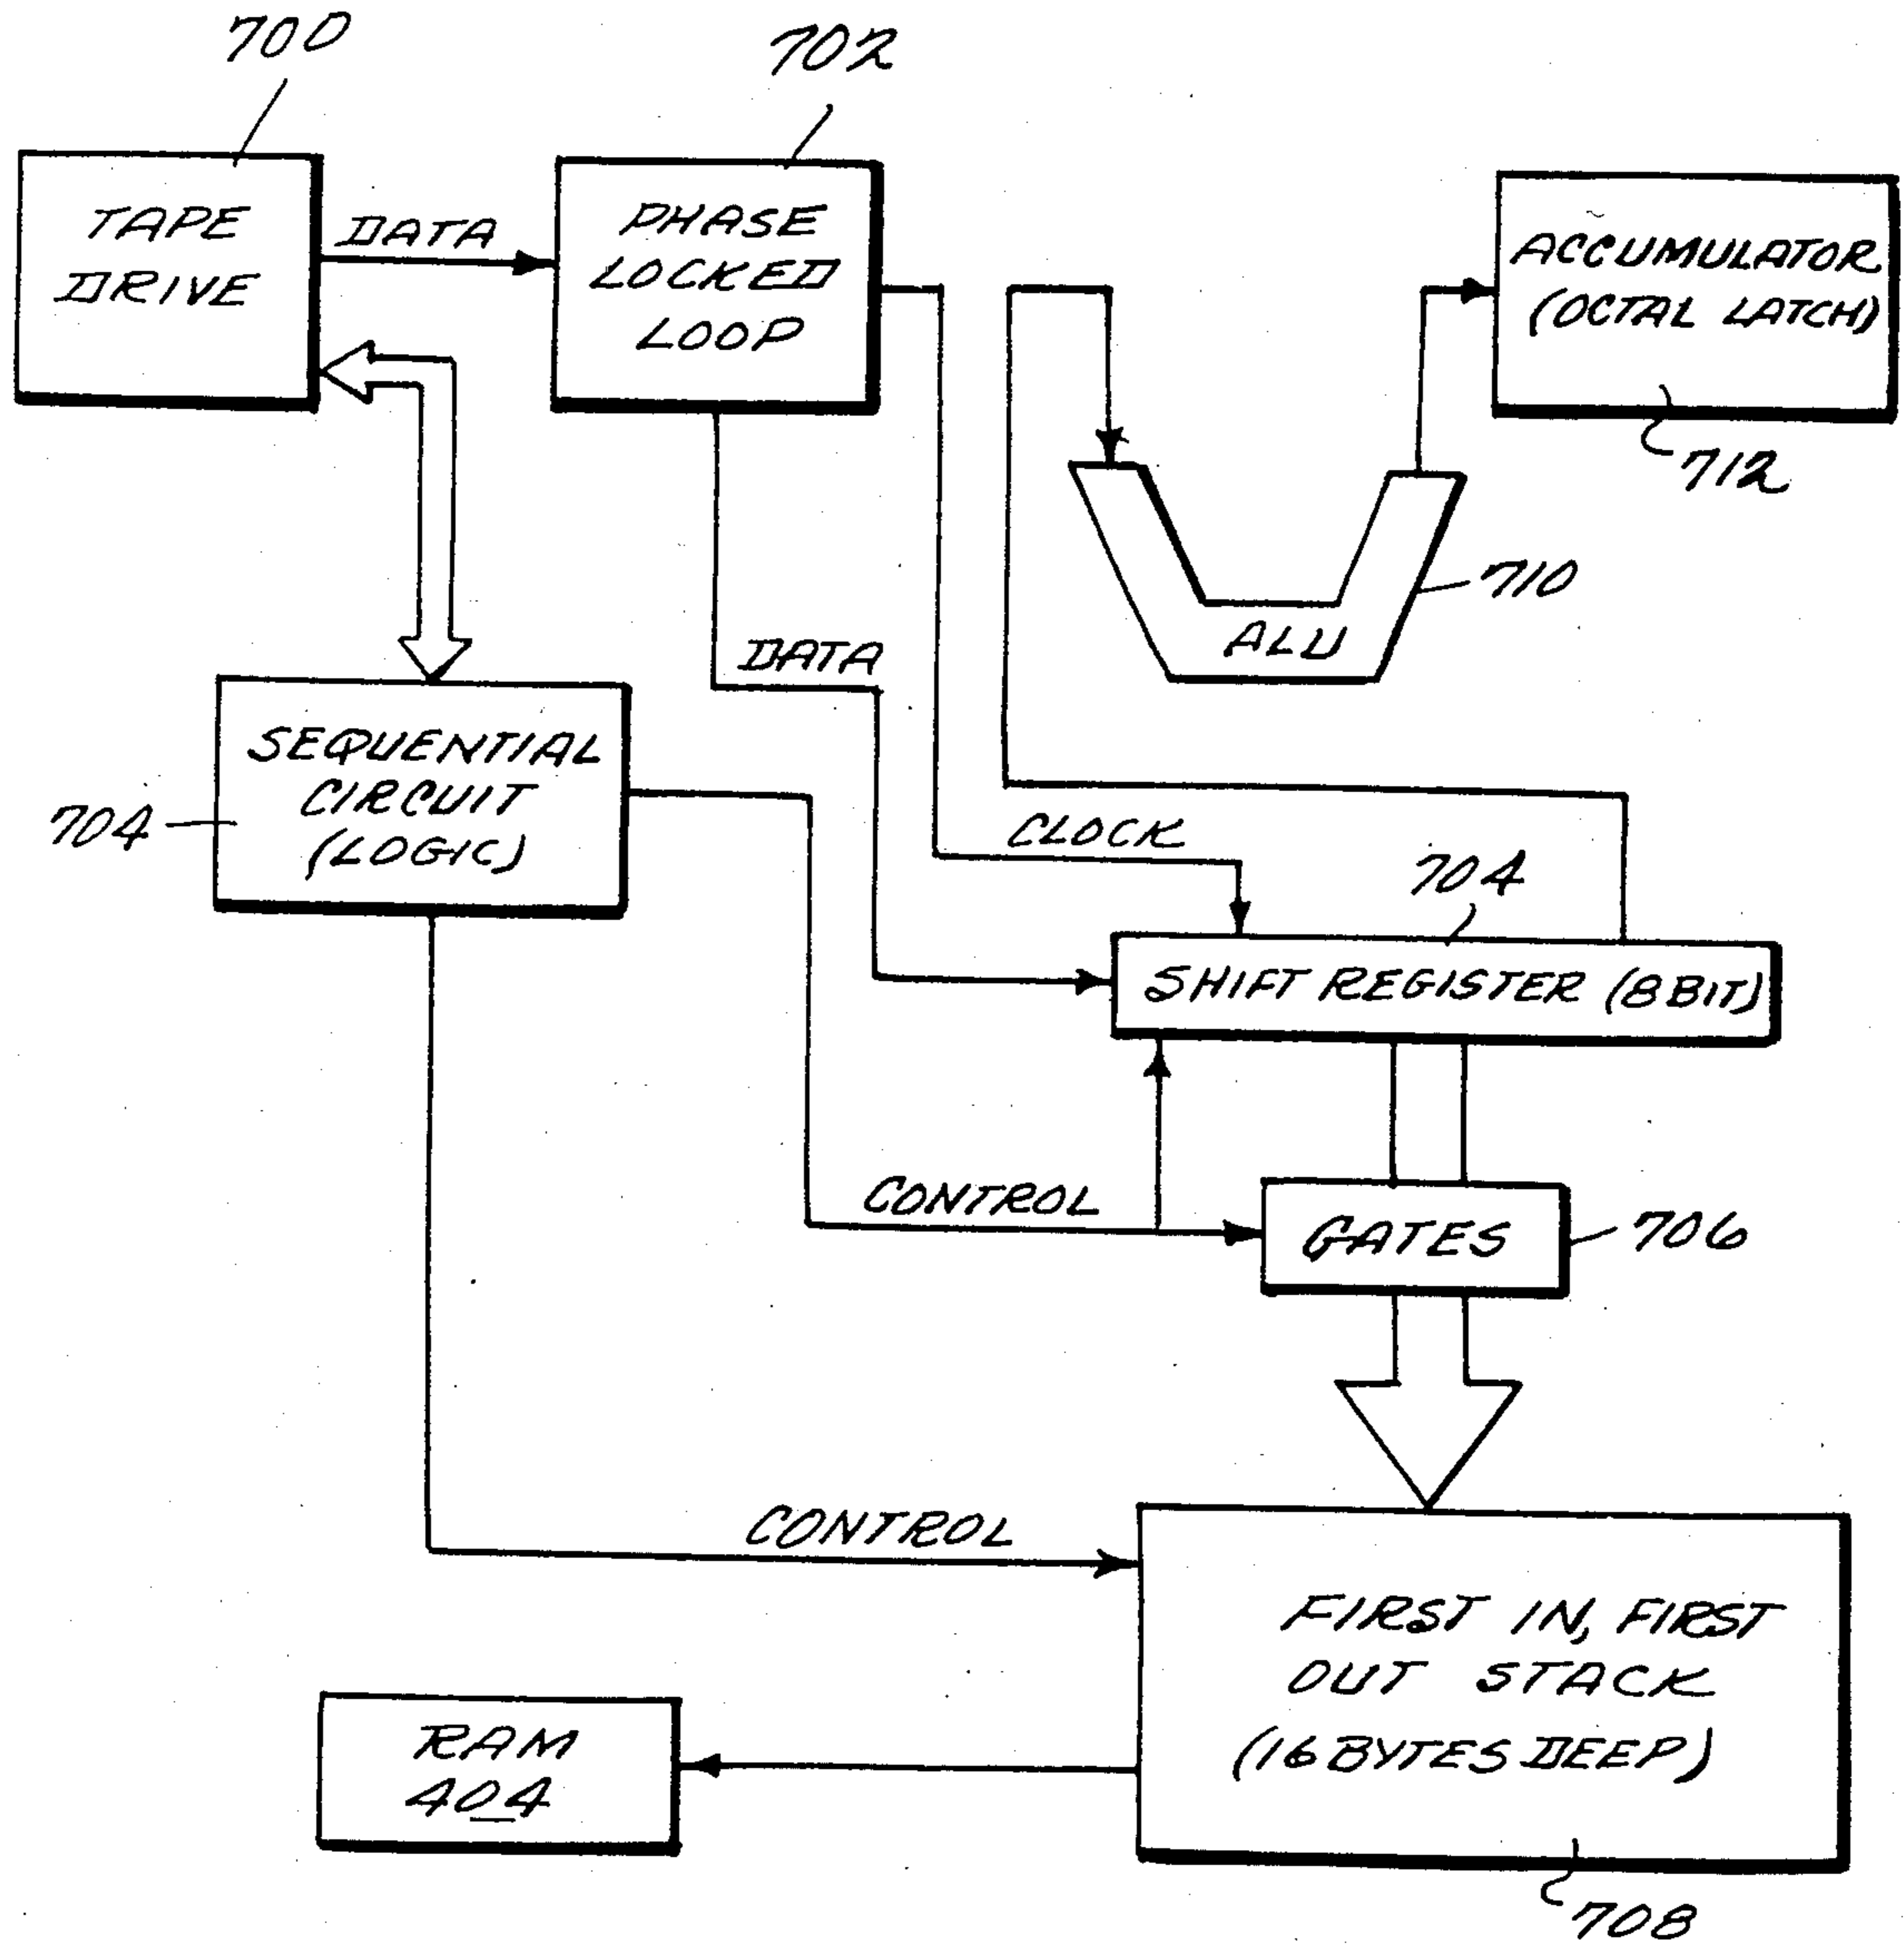 700
702
TAPE
DRIVE
DATA
PHASE
LOCKED
LOOP
ACCUMULATOR
(OCTAL LATCH)
712
710
ALU
DATA
SEQUENTIAL
CIRCUIT
(LOGIC)
704
CLOCK
704
SHIFT REGISTER (8 BIT)
CONTROL
GATES
706
CONTROL
FIRST IN, FIRST
OUT STACK
(16 BYTES DEEP)
RAM
404
708